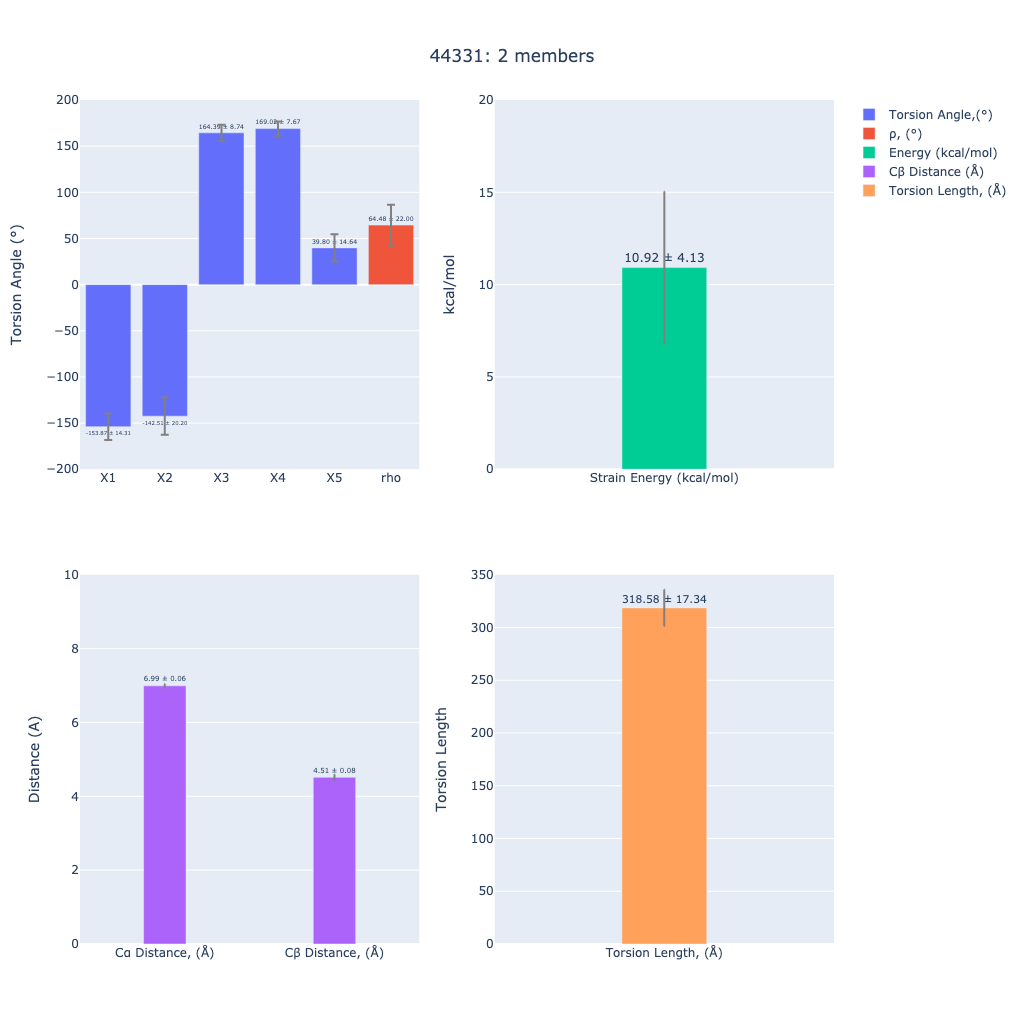 44331: 2 members
200
150
100
50
0
−50
−100
−150
−200
Torsion Angle (°)
164.39 ± 8.74
169.02 ± 7.67
39.80 ± 14.64
64.48 ± 22.00
-153.87 ± 14.31
-142.51 ± 20.20
X1 X2 X3 X4 X5 rho
20
15
10
5
0
kcal/mol
10.92 ± 4.13
Strain Energy (kcal/mol)
Torsion Angle,(°)
ρ, (°)
Energy (kcal/mol)
Cβ Distance (Å)
Torsion Length, (Å)
10
8
6
4
2
0
Distance (A)
6.99 ± 0.06
4.51 ± 0.08
Cα Distance, (Å) Cβ Distance, (Å)
350
300
250
200
150
100
50
0
Torsion Length
318.58 ± 17.34
Torsion Length, (Å)